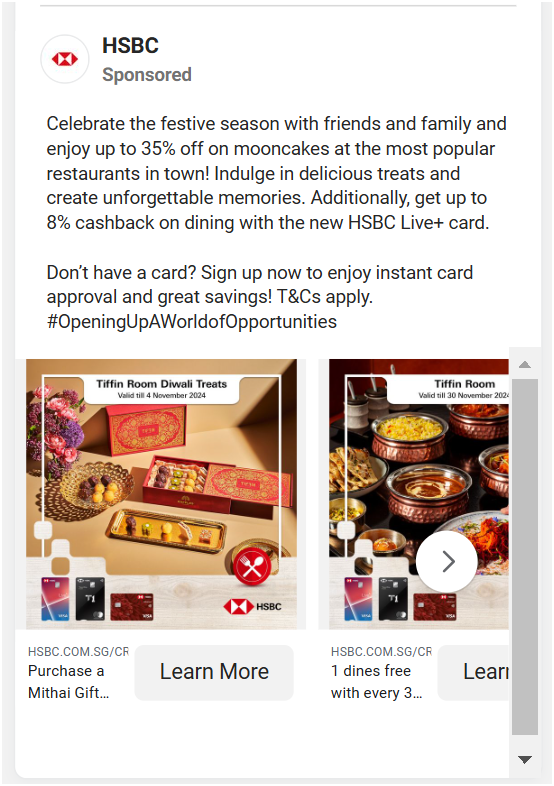 HSBC
Sponsored
Celebrate the festive season with friends and family and
enjoy up to 35% off on mooncakes at the most popular
restaurants in town! Indulge in delicious treats and
create unforgettable memories. Additionally, get up to
8% cashback on dining with the new HSBC Live+ card.
Don’t have a card? Sign up now to enjoy instant card
approval and great savings! T&Cs apply.
#OpeningUpAWorldofOpportunities
Tiffin Room Diwali Treats
Valid till 4 November 2024
HSBC
HSBC.COM.SG/CR
Purchase a
Mithai Gift...
Learn More
Tiffin Room
Valid till 30 November 2024
VISA
HSBC.COM.SG/CR
1 dines free
with every 3...
Lear